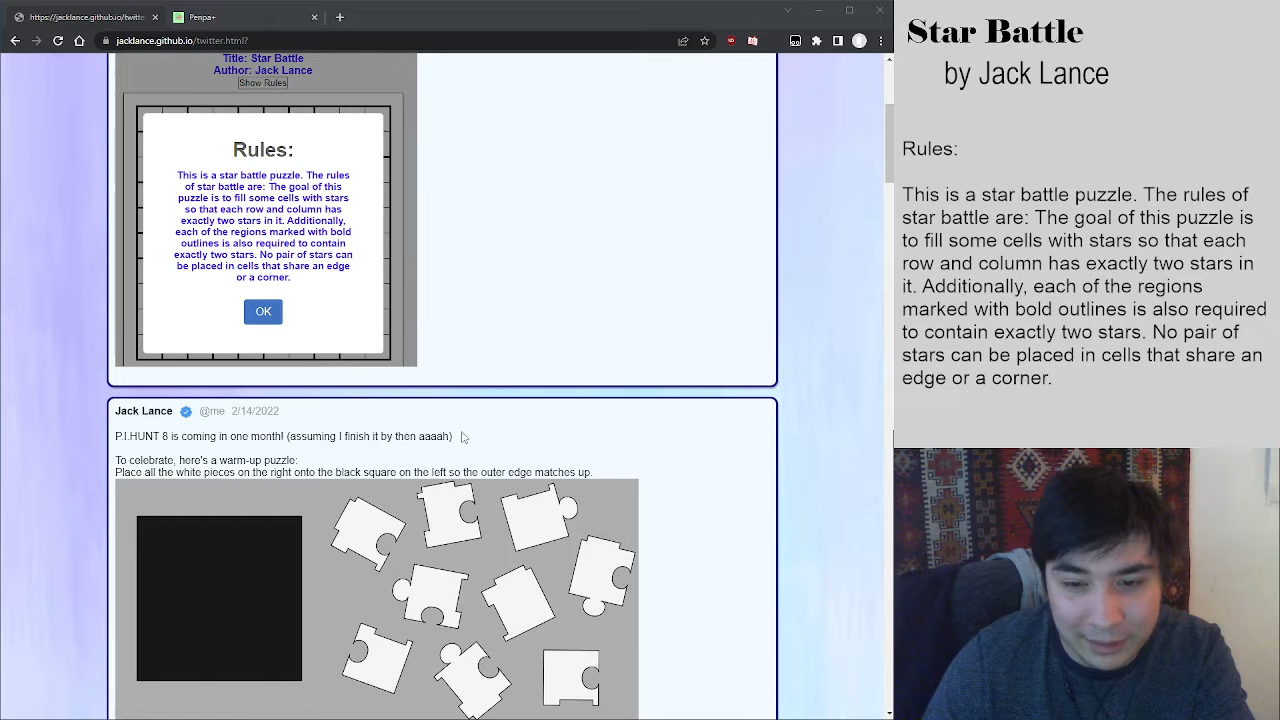 https://jacklance.github.io/twitte
Penpa+
jacklance.github.io/twitter.html?
Title: Star Battle
Author: Jack Lance
Show Rules
Rules:
This is a star battle puzzle. The rules
of star battle are: The goal of this
puzzle is to fill some cells with stars
so that each row and column has
exactly two stars in it. Additionally,
each of the regions marked with bold
outlines is also required to contain
exactly two stars. No pair of stars can
be placed in cells that share an edge
or a corner.
OK
Jack Lance @me 2/14/2022
P.I.HUNT 8 is coming in one month! (assuming I finish it by then aaaah)
To celebrate, here's a warm-up puzzle:
Place all the white pieces on the right onto the black square on the left so the outer edge matches up.
Star Battle
by Jack Lance
Rules:
This is a star battle puzzle. The rules of
star battle are: The goal of this puzzle is
to fill some cells with stars so that each
row and column has exactly two stars in
it. Additionally, each of the regions
marked with bold outlines is also required
to contain exactly two stars. No pair of
stars can be placed in cells that share an
edge or a corner.